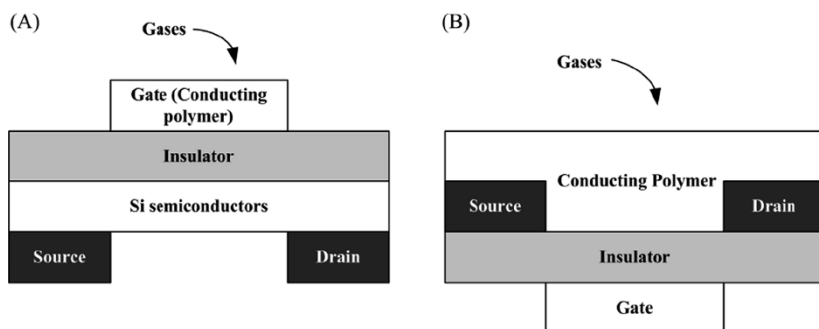 (A)
Gases
Gate (Conducting
polymer)
Insulator
Si semiconductors
Source
Drain
(B)
Gases
Conducting Polymer
Source
Drain
Insulator
Gate